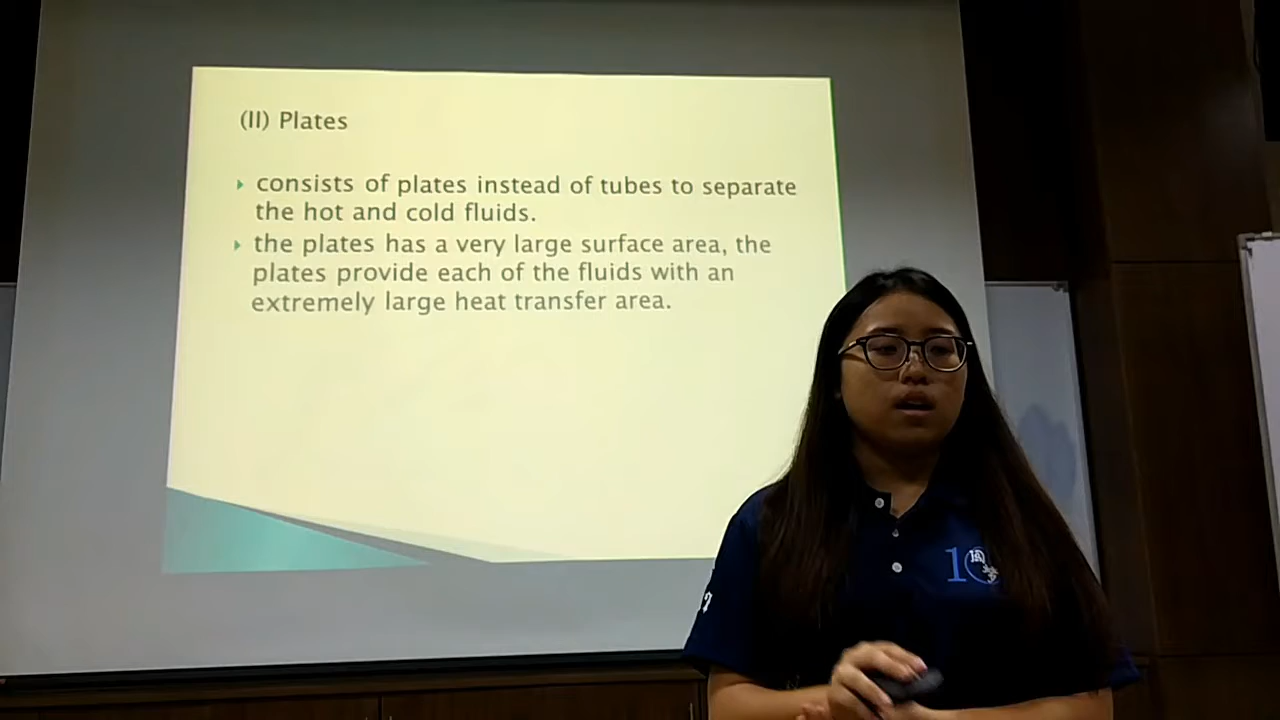 (II) Plates
consists of plates instead of tubes to separate
the hot and cold fluids.
the plates has a very large surface area, the
plates provide each of the fluids with an
extremely large heat transfer area.
10